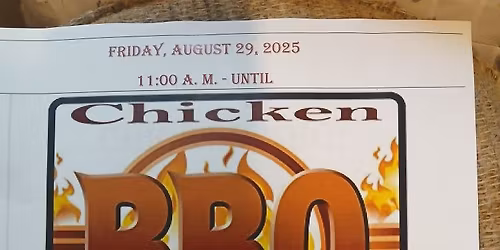 FRIDAY, AUGUST 29, 2025
11:00 A. M. - UNTIL
Chicken
BBQ